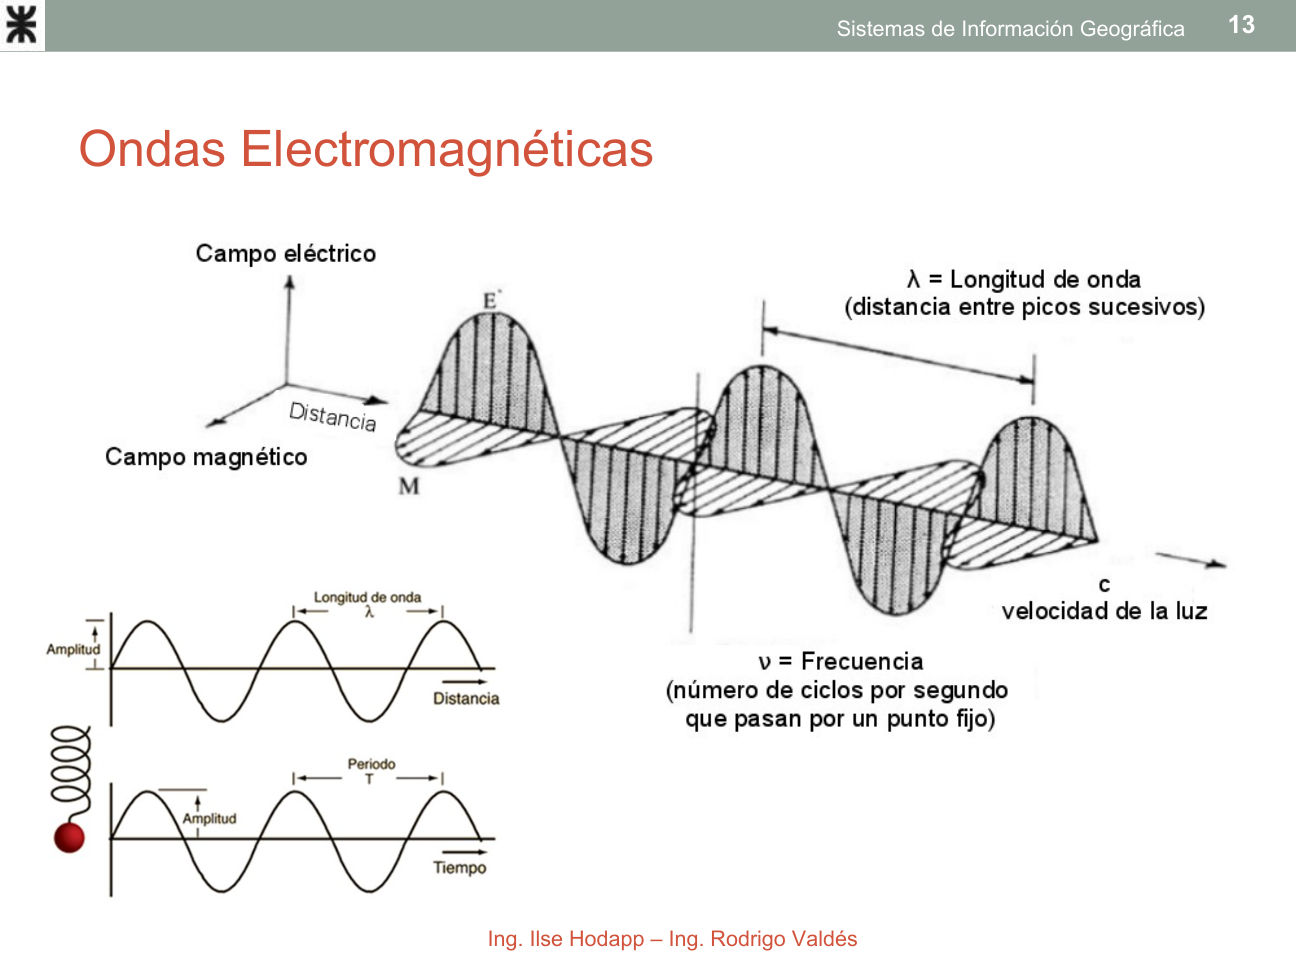 Sistemas de Información Geográfica
13
Ondas Electromagnéticas
Campo eléctrico
Distancia
Campo magnético
E
M
λ = Longitud de onda
(distancia entre picos sucesivos)
c
velocidad de la luz
ν = Frecuencia
(número de ciclos por segundo
que pasan por un punto fijo)
Longitud de onda
λ
Amplitud
Distancia
Periodo
T
Amplitud
Tiempo
Ing. Ilse Hodapp – Ing. Rodrigo Valdés